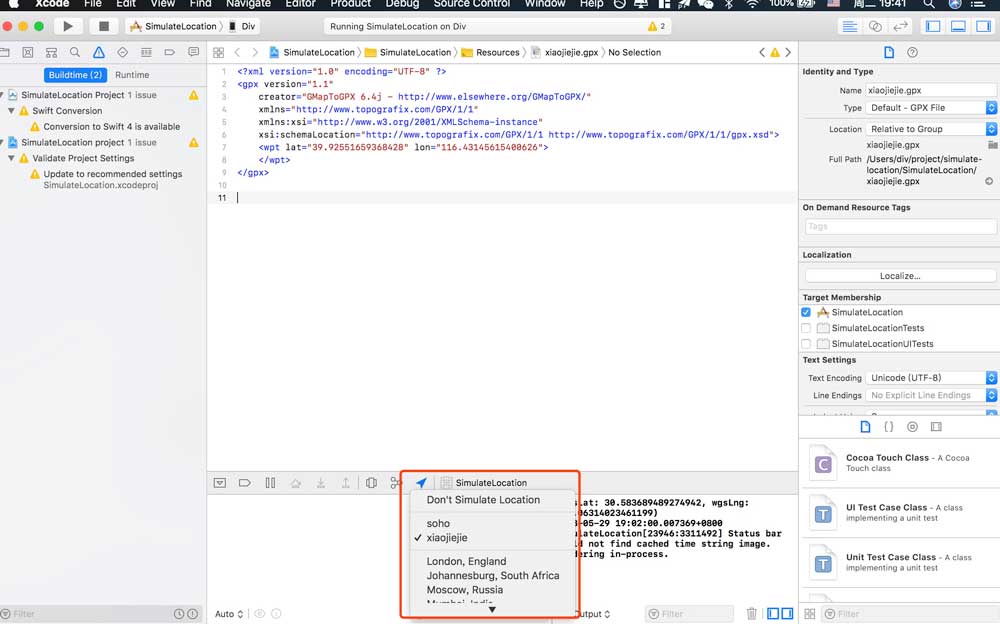 Xcode File Edit View Find Navigate Editor Product Debug Source Control Window Help 100% 周二 19:41
SimulateLocation Div Running SimulateLocation on Div 2
SimulateLocation SimulateLocation Resources xiaojiejie.gpx No Selection
Buildtime (2) Runtime
SimulateLocation Project 1 issue
Swift Conversion
Conversion to Swift 4 is available
SimulateLocation project 1 issue
Validate Project Settings
Update to recommended settings
SimulateLocation.xcodeproj
1 <?xml version="1.0" encoding="UTF-8" ?>
2 <gpx version="1.1"
3 creator="GMapToGPX 6.4j - http://www.elsewhere.org/GMapToGPX/"
4 xmlns="http://www.topografix.com/GPX/1/1"
5 xmlns:xsi="http://www.w3.org/2001/XMLSchema-instance"
6 xsi:schemaLocation="http://www.topografix.com/GPX/1/1 http://www.topografix.com/GPX/1/1/gpx.xsd">
7 <wpt lat="39.92551659368428" lon="116.43145615400626">
8 </wpt>
9 </gpx>
10
11
Identity and Type
Name xiaojiejie.gpx
Type Default - GPX File
Location Relative to Group
xiaojiejie.gpx
Full Path /Users/div/project/simulate-
location/SimulateLocation/
xiaojiejie.gpx
On Demand Resource Tags
Tags
Localization
Localize...
Target Membership
SimulateLocation
SimulateLocationTests
SimulateLocationUITests
Text Settings
Text Encoding Unicode (UTF-8)
Line Endings No Explicit Line Endings
SimulateLocation
Don't Simulate Location
soho
xiaojiejie
London, England
Johannesburg, South Africa
Moscow, Russia
Mumbai, India
Lat: 30.583689489274942, wgsLng:
06314023461199)
-05-29 19:02:00.007369+0800
ulateLocation[23946:3311492] Status bar
ld not find cached time string image.
dering in-process.
C Cocoa Touch Class - A Cocoa
Touch class
T UI Test Case Class - A class
implementing a unit test
T Unit Test Case Class - A class
implementing a unit test
Filter
Auto
utput
Filter
Filter